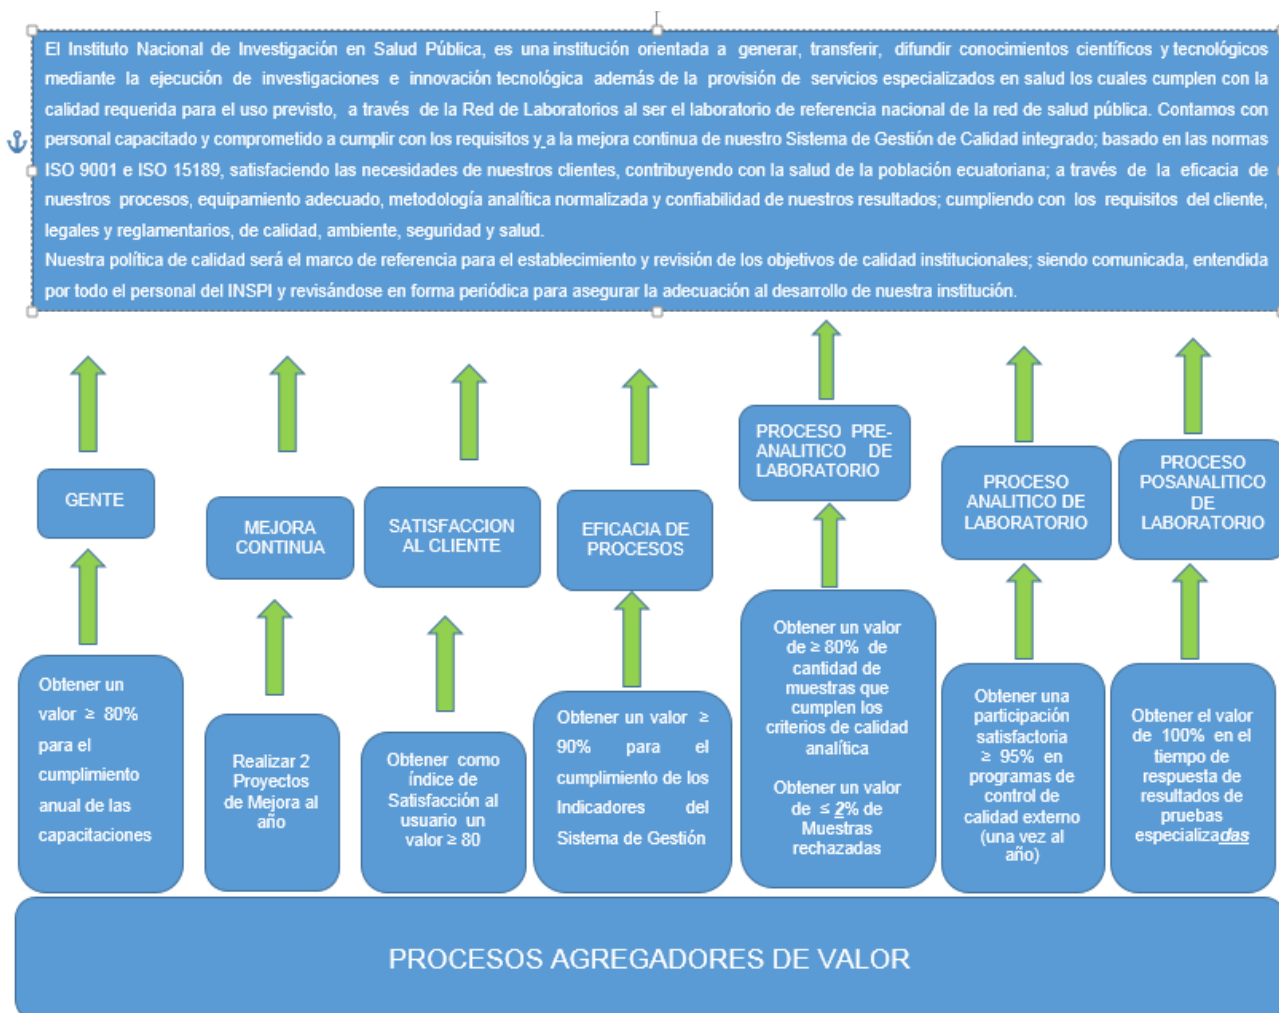 El Instituto Nacional de Investigación en Salud Pública, es una institución orientada a generar, transferir, difundir conocimientos científicos y tecnológicos
mediante la ejecución de investigaciones e innovación tecnológica además de la provisión de servicios especializados en salud los cuales cumplen con la
calidad requerida para el uso previsto, a través de la Red de Laboratorios al ser el laboratorio de referencia nacional de la red de salud pública. Contamos con
personal capacitado y comprometido a cumplir con los requisitos y a la mejora continua de nuestro Sistema de Gestión de Calidad integrado; basado en las normas
ISO 9001 e ISO 15189, satisfaciendo las necesidades de nuestros clientes, contribuyendo con la salud de la población ecuatoriana; a través de la eficacia de
nuestros procesos, equipamiento adecuado, metodología analítica normalizada y confiabilidad de nuestros resultados; cumpliendo con los requisitos del cliente,
legales y reglamentarios, de calidad, ambiente, seguridad y salud.
Nuestra política de calidad será el marco de referencia para el establecimiento y revisión de los objetivos de calidad institucionales; siendo comunicada, entendida
por todo el personal del INSPI y revisándose en forma periódica para asegurar la adecuación al desarrollo de nuestra institución.
GENTE
MEJORA
CONTINUA
SATISFACCION
AL CLIENTE
EFICACIA DE
PROCESOS
PROCESO PRE-
ANALITICO DE
LABORATORIO
PROCESO
ANALITICO DE
LABORATORIO
PROCESO
POSANALITICO
DE
LABORATORIO
Obtener un
valor ≥ 80%
para el
cumplimiento
anual de las
capacitaciones
Realizar 2
Proyectos
de Mejora al
año
Obtener como
índice de
Satisfacción al
usuario un
valor ≥ 80
Obtener un valor ≥
90% para el
cumplimiento de los
Indicadores del
Sistema de Gestión
Obtener un valor
de ≥ 80% de
cantidad de
muestras que
cumplen los
criterios de calidad
analítica
Obtener un valor
de ≤ 2% de
Muestras
rechazadas
Obtener una
participación
satisfactoria
≥ 95% en
programas de
control de
calidad externo
(una vez al
año)
Obtener el valor
de 100% en el
tiempo de
respuesta de
resultados de
pruebas
especializadas
PROCESOS AGREGADORES DE VALOR